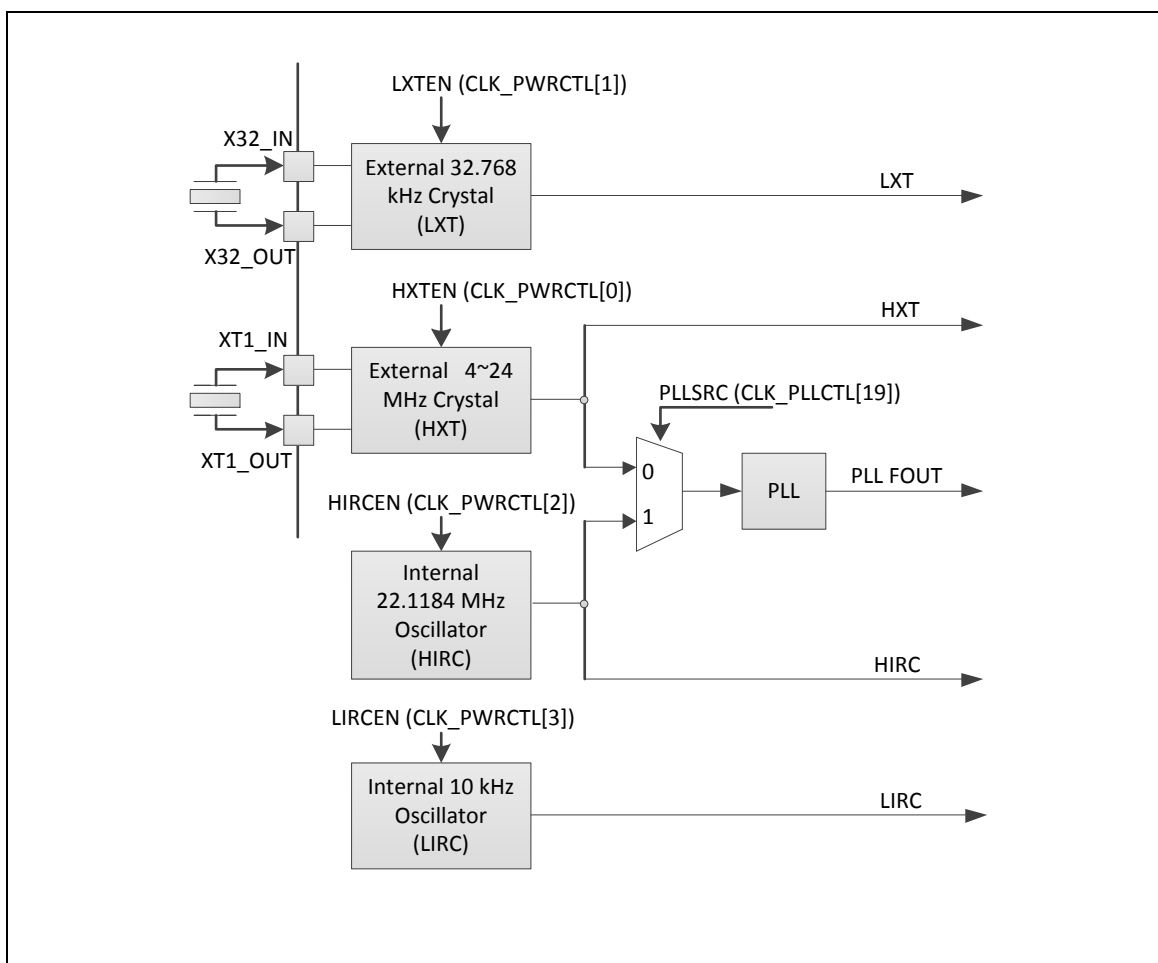 LXTEN (CLK_PWRCTL[1])
X32_IN
External 32.768
kHz Crystal
(LXT)
LXT
X32_OUT
HXTEN (CLK_PWRCTL[0])
HXT
XT1_IN
External 4~24
MHz Crystal
(HXT)
PLLSRC (CLK_PLLCTL[19])
XT1_OUT
0
PLL
PLL FOUT
HIRCEN (CLK_PWRCTL[2])
1
Internal
22.1184 MHz
Oscillator
(HIRC)
HIRC
LIRCEN (CLK_PWRCTL[3])
Internal 10 kHz
Oscillator
(LIRC)
LIRC